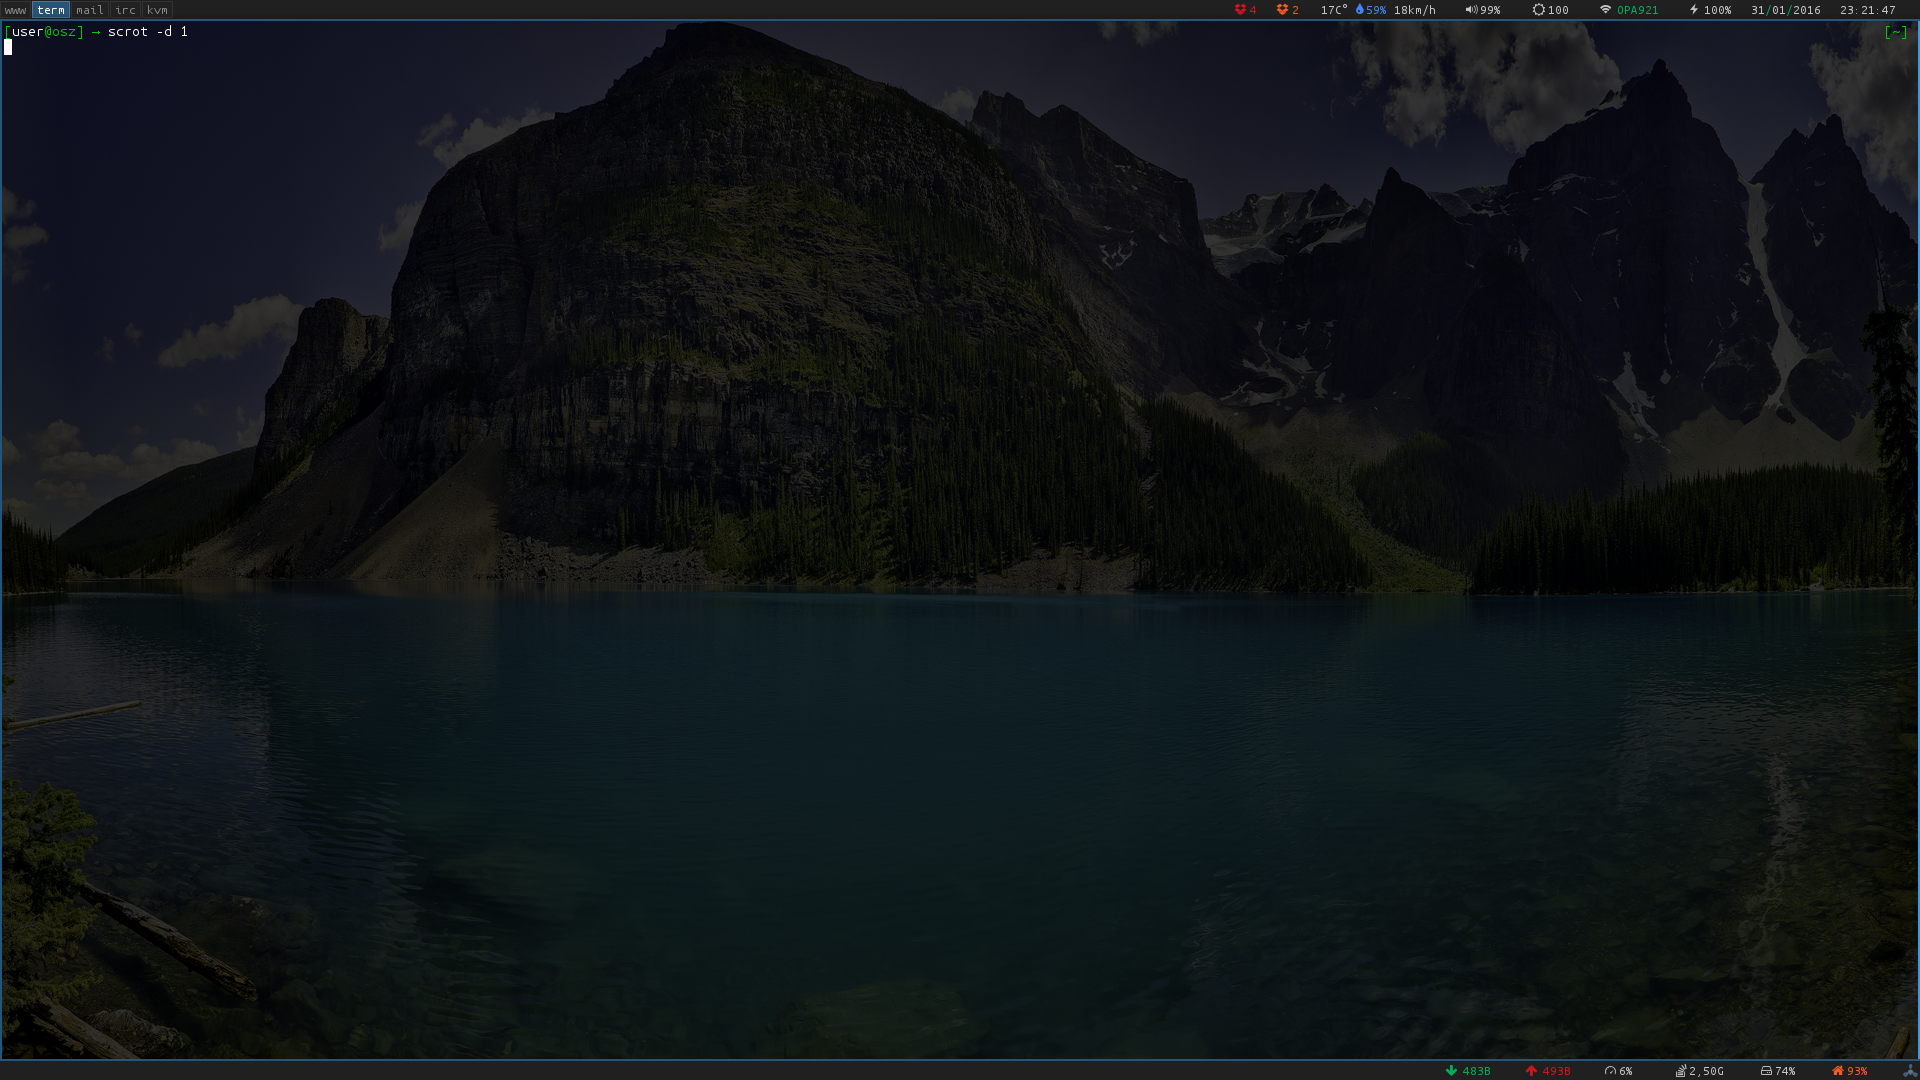 www term mail irc kvm 4 2 17C° 59% 18km/h 99% 100 OPA921 100% 31/01/2016 23:21:47
[user@osz] → scrot -d 1 [~]
483B 493B 6% 2,50G 74% 93%